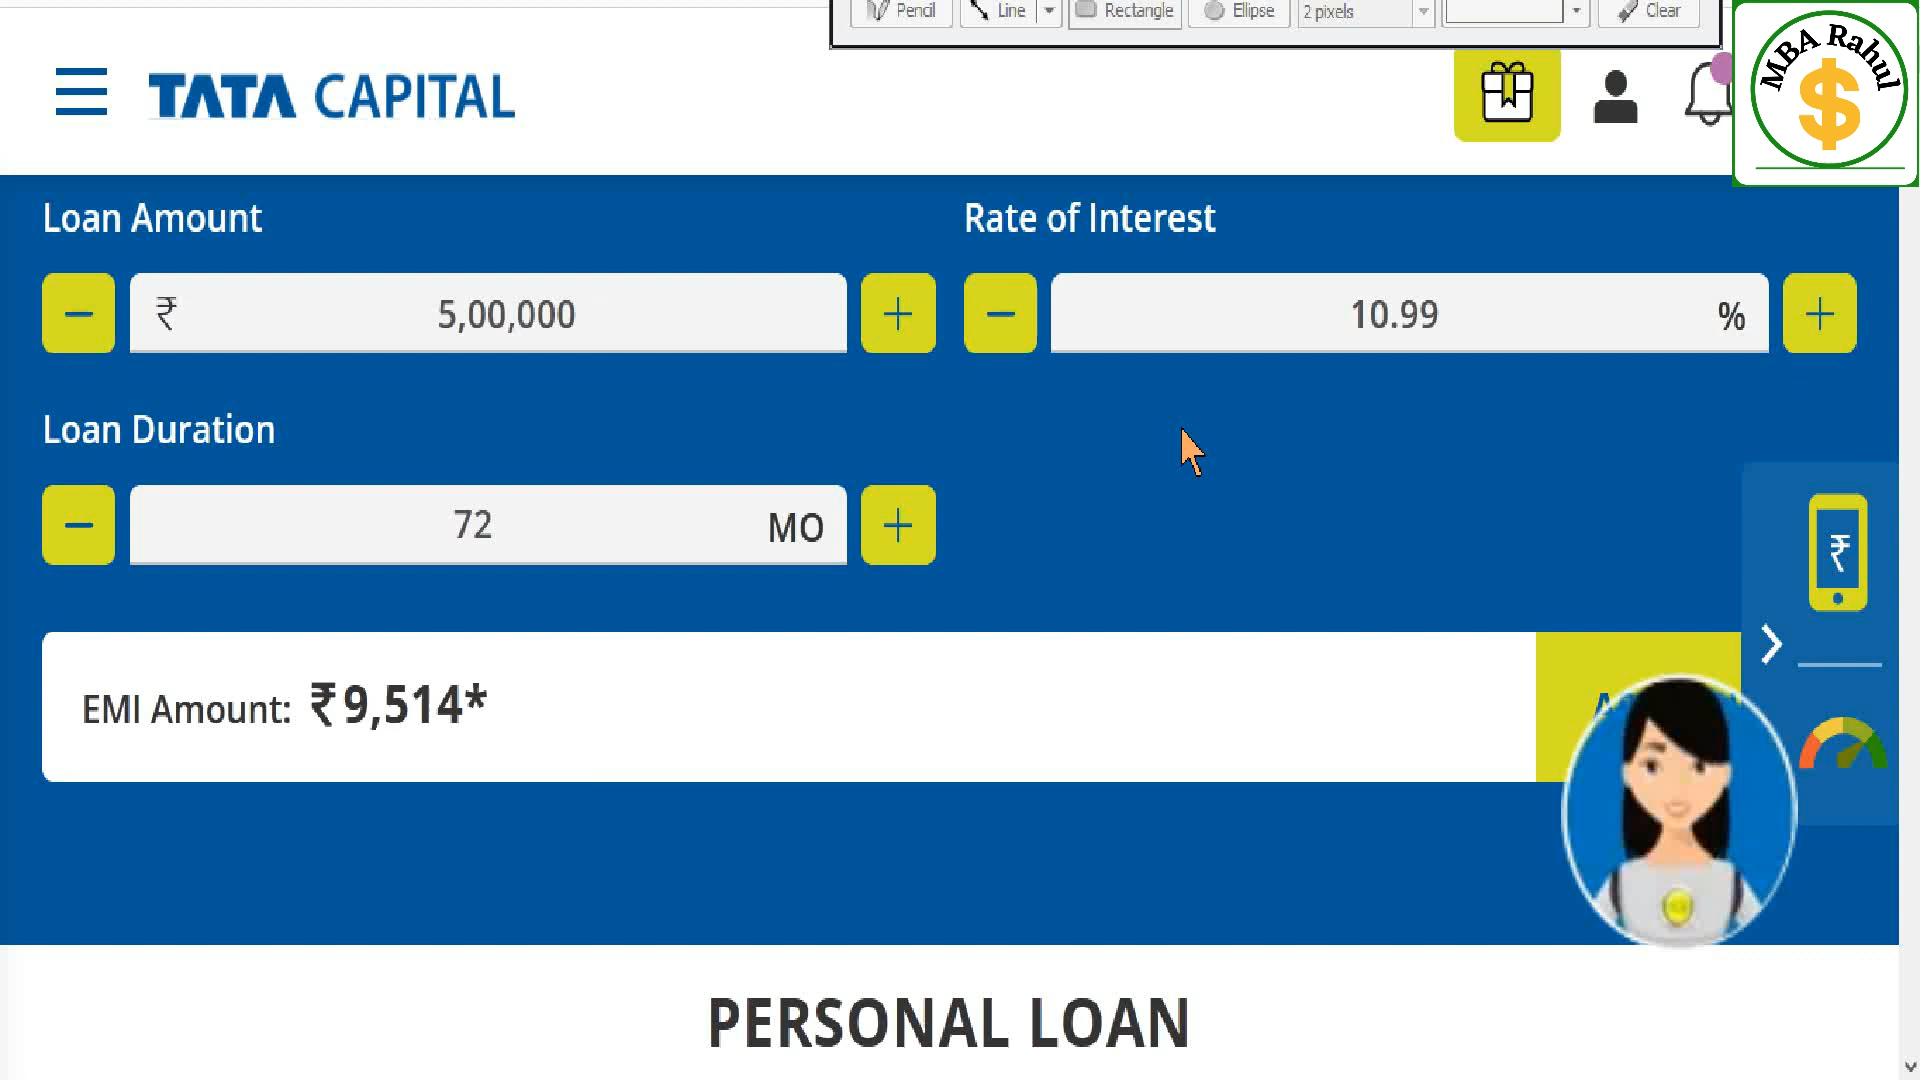 Pencil Line Rectangle Ellipse 2 pixels Clear
TATA CAPITAL
MBA Rahul
$
Loan Amount
Rate of Interest
− ₹ 5,00,000 +
− 10.99 % +
Loan Duration
− 72 MO +
₹
EMI Amount: ₹9,514*
PERSONAL LOAN